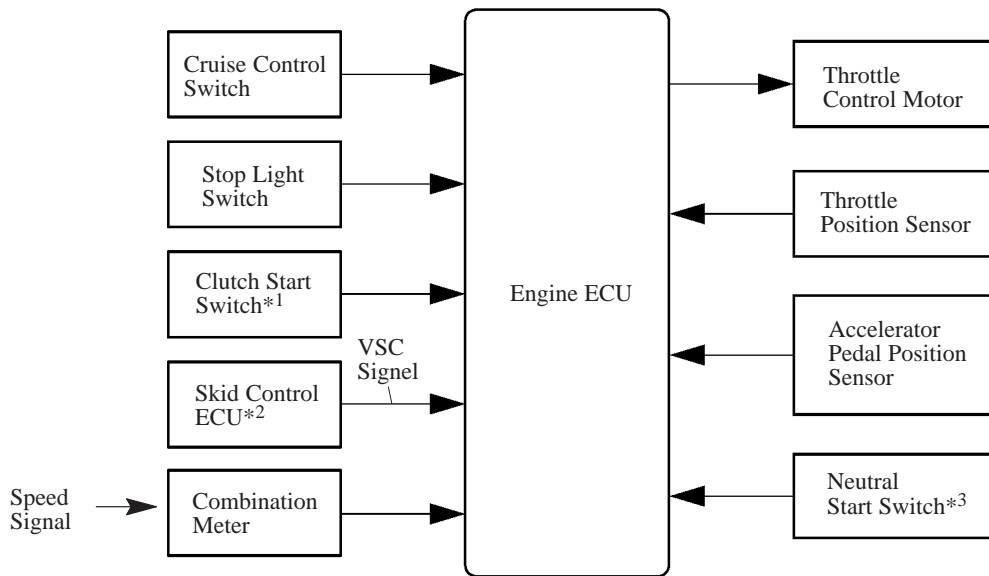 Cruise Control
Switch
Stop Light
Switch
Clutch Start
Switch*1
VSC
Signel
Skid Control
ECU*2
Speed
Signal
Combination
Meter
Engine ECU
Throttle
Control Motor
Throttle
Position Sensor
Accelerator
Pedal Position
Sensor
Neutral
Start Switch*3